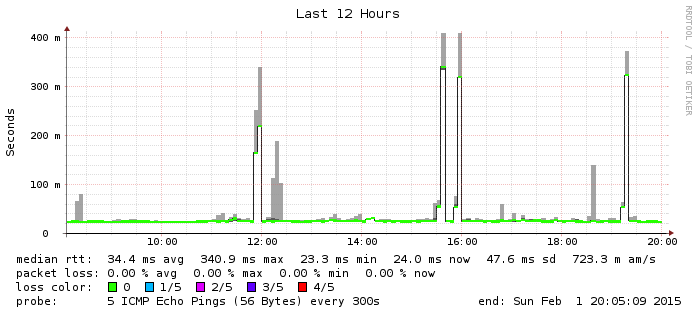 Last 12 Hours
RRDTOOL / TOBI OETIKER
Seconds
400 m
300 m
200 m
100 m
0
10:00 12:00 14:00 16:00 18:00 20:00
median rtt: 34.4 ms avg 340.9 ms max 23.3 ms min 24.0 ms now 47.6 ms sd 723.3 m am/s
packet loss: 0.00 % avg 0.00 % max 0.00 % min 0.00 % now
loss color: 0 1/5 2/5 3/5 4/5
probe: 5 ICMP Echo Pings (56 Bytes) every 300s end: Sun Feb 1 20:05:09 2015